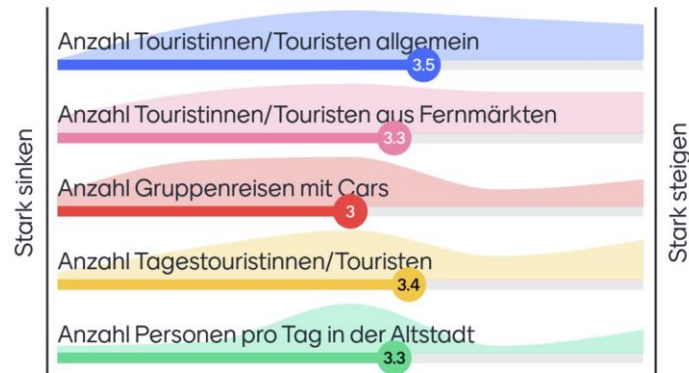 Stark sinken
Anzahl Touristinnen/Touristen allgemein
3.5
Anzahl Touristinnen/Touristen aus Fernmärkten
3.3
Anzahl Gruppenreisen mit Cars
3
Anzahl Tagestouristinnen/Touristen
3.4
Anzahl Personen pro Tag in der Altstadt
3.3
Stark steigen